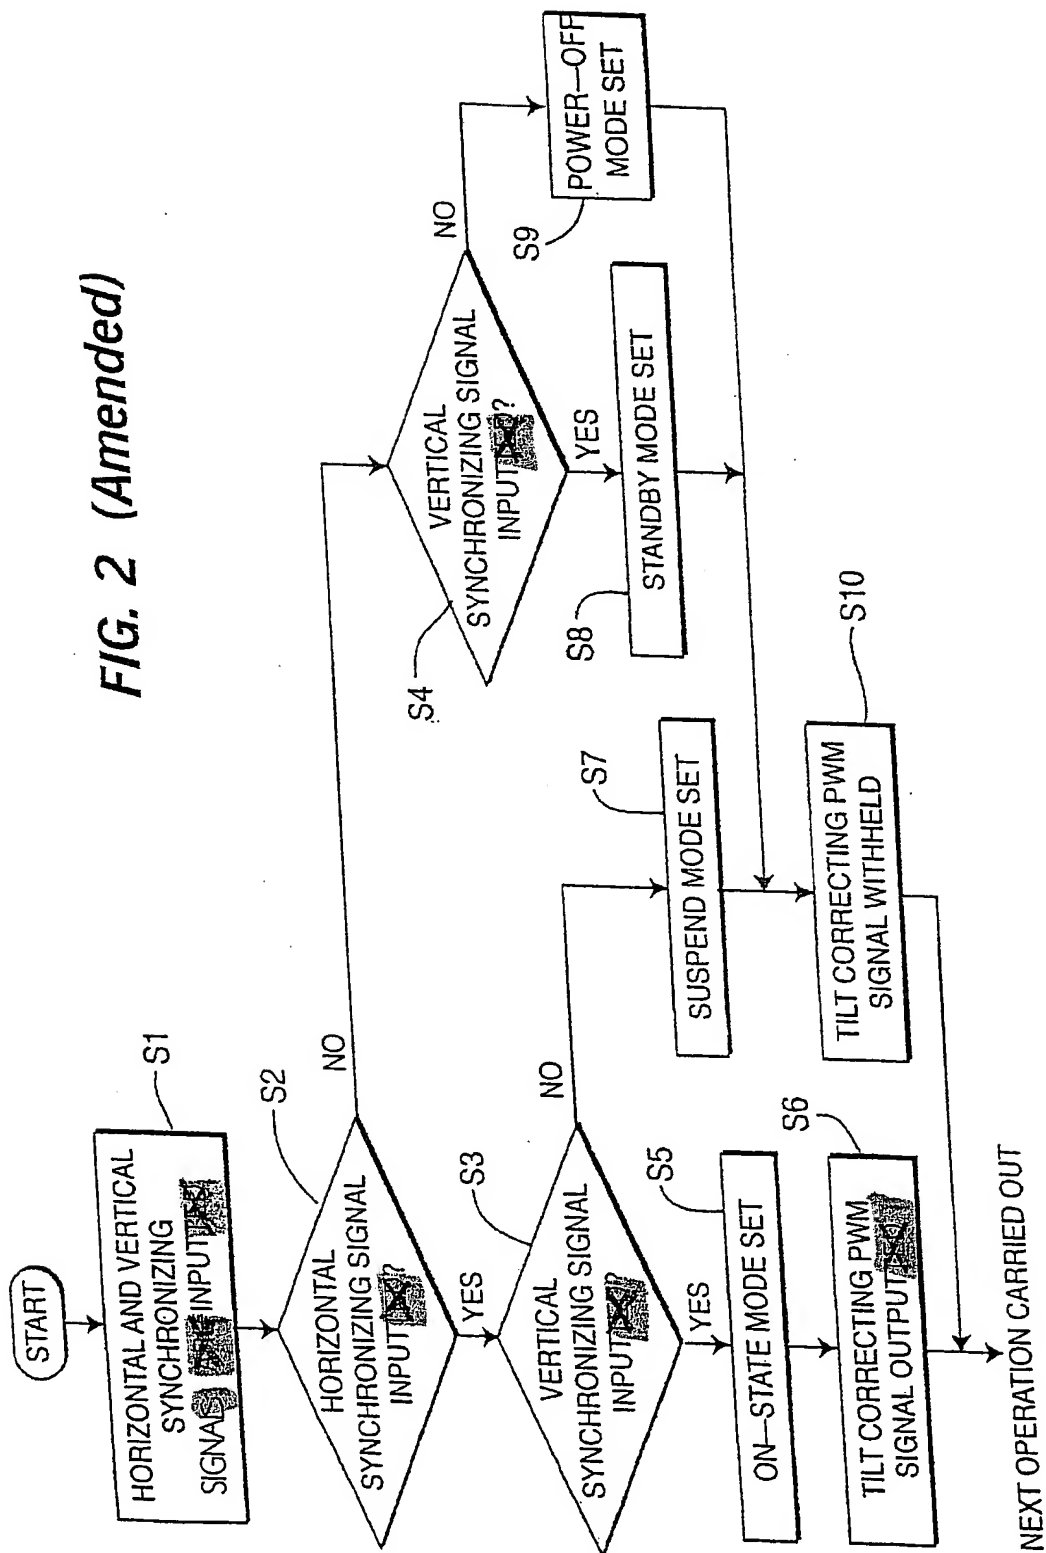 FIG. 2 (Amended)
START
HORIZONTAL AND VERTICAL
SYNCHRONIZING
SIGNALS ARE INPUT
S1
HORIZONTAL
SYNCHRONIZING SIGNAL
INPUT ?
S2
NO
YES
VERTICAL
SYNCHRONIZING SIGNAL
INPUT ?
S3
NO
YES
VERTICAL
SYNCHRONIZING SIGNAL
INPUT ?
S4
NO
YES
ON—STATE MODE SET
S5
TILT CORRECTING PWM
SIGNAL OUTPUT
S6
SUSPEND MODE SET
S7
STANDBY MODE SET
S8
POWER—OFF
MODE SET
S9
TILT CORRECTING PWM
SIGNAL WITHHELD
S10
NEXT OPERATION CARRIED OUT